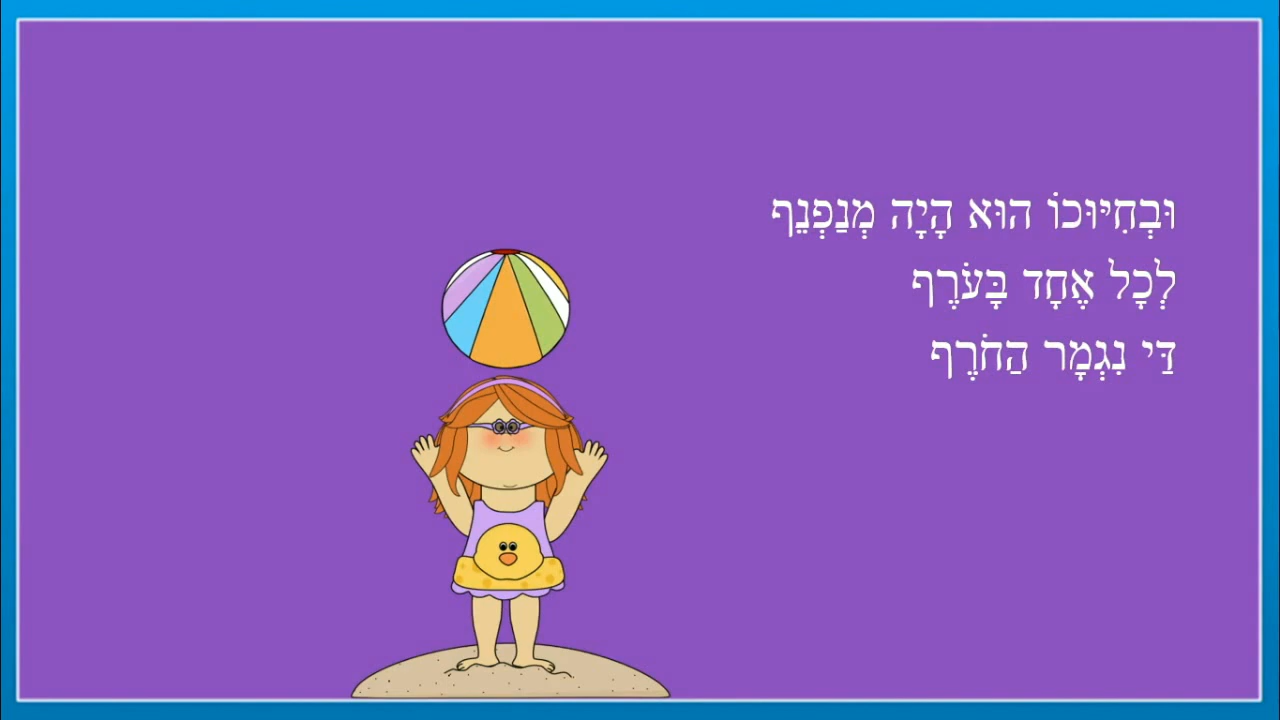 וּבְחִיּוּכוֹ הוּא הָיָה מְנַפְנֵף
לְכָל אֶחָד בָּעֹרֶף
דַּי נִגְמָר הַחֹרֶף